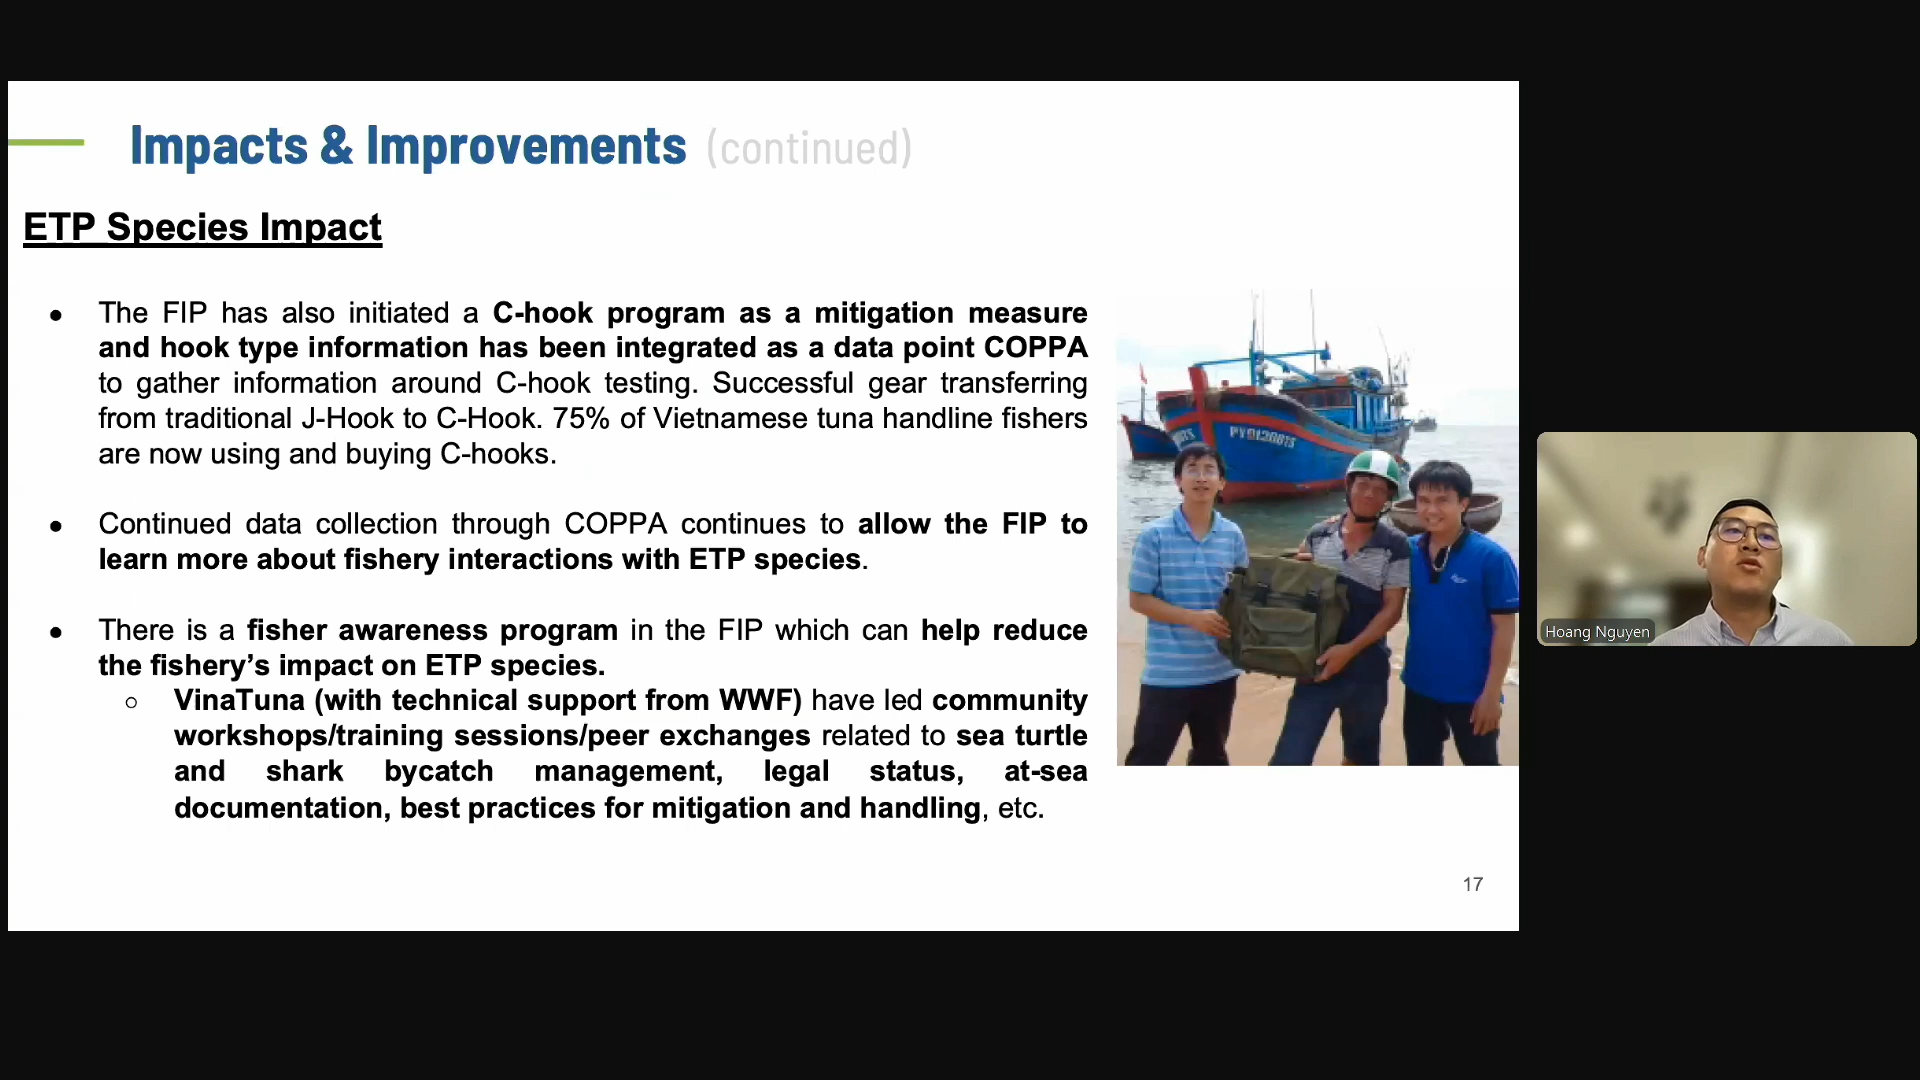 Impacts & Improvements (continued)
ETP Species Impact
● The FIP has also initiated a C-hook program as a mitigation measure
and hook type information has been integrated as a data point COPPA
to gather information around C-hook testing. Successful gear transferring
from traditional J-Hook to C-Hook. 75% of Vietnamese tuna handline fishers
are now using and buying C-hooks.
● Continued data collection through COPPA continues to allow the FIP to
learn more about fishery interactions with ETP species.
● There is a fisher awareness program in the FIP which can help reduce
the fishery’s impact on ETP species.
○ VinaTuna (with technical support from WWF) have led community
workshops/training sessions/peer exchanges related to sea turtle
and shark bycatch management, legal status, at-sea
documentation, best practices for mitigation and handling, etc.
17
Hoang Nguyen